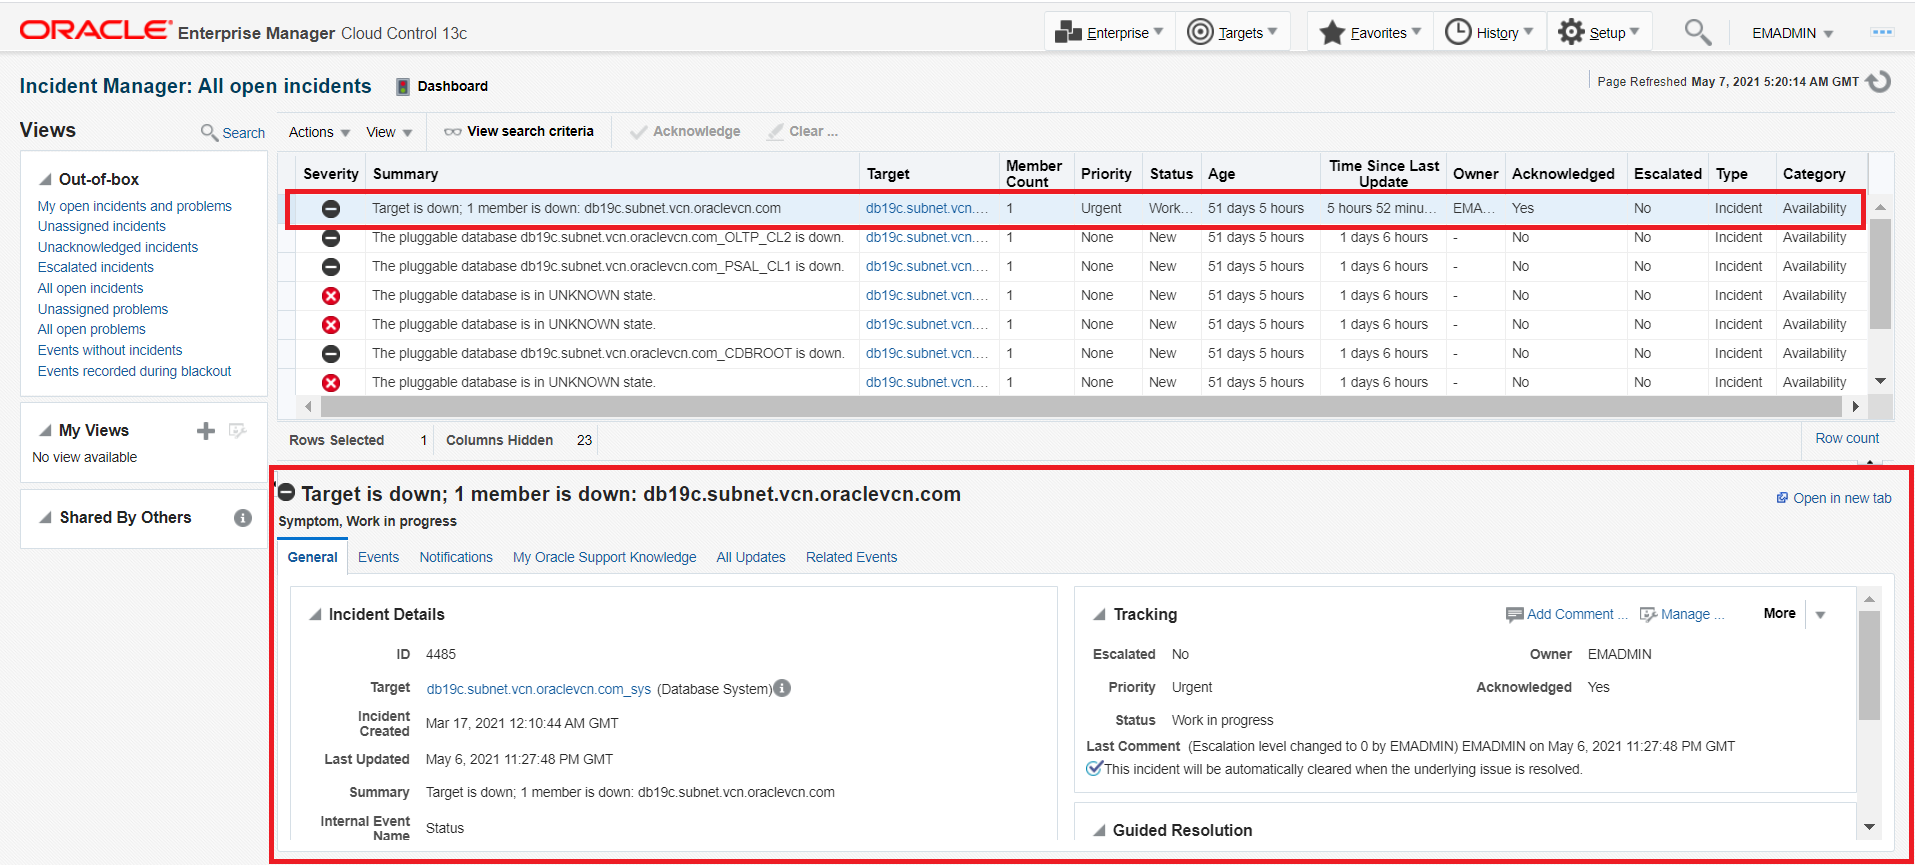 ORACLE Enterprise Manager Cloud Control 13c
Enterprise Targets Favorites History Setup EMADMIN
Incident Manager: All open incidents Dashboard
Page Refreshed May 7, 2021 5:20:14 AM GMT
Views Search
Out-of-box
My open incidents and problems
Unassigned incidents
Unacknowledged incidents
Escalated incidents
All open incidents
Unassigned problems
All open problems
Events without incidents
Events recorded during blackout
My Views
No view available
Shared By Others
Actions View View search criteria Acknowledge Clear ...
Severity Summary Target Member Count Priority Status Age Time Since Last Update Owner Acknowledged Escalated Type Category
Target is down; 1 member is down: db19c.subnet.vcn.oraclevcn.com db19c.subnet.vcn.... 1 Urgent Work... 51 days 5 hours 5 hours 52 minu... EMA... Yes No Incident Availability
The pluggable database db19c.subnet.vcn.oraclevcn.com_OLTP_CL2 is down. db19c.subnet.vcn.... 1 None New 51 days 5 hours 1 days 6 hours - No No Incident Availability
The pluggable database db19c.subnet.vcn.oraclevcn.com_PSAL_CL1 is down. db19c.subnet.vcn.... 1 None New 51 days 5 hours 1 days 6 hours - No No Incident Availability
The pluggable database is in UNKNOWN state. db19c.subnet.vcn.... 1 None New 51 days 5 hours 1 days 6 hours - No No Incident Availability
The pluggable database is in UNKNOWN state. db19c.subnet.vcn.... 1 None New 51 days 5 hours 1 days 6 hours - No No Incident Availability
The pluggable database db19c.subnet.vcn.oraclevcn.com_CDBROOT is down. db19c.subnet.vcn.... 1 None New 51 days 5 hours 1 days 6 hours - No No Incident Availability
The pluggable database is in UNKNOWN state. db19c.subnet.vcn.... 1 None New 51 days 5 hours 1 days 6 hours - No No Incident Availability
Rows Selected 1 Columns Hidden 23 Row count
Target is down; 1 member is down: db19c.subnet.vcn.oraclevcn.com Open in new tab
Symptom, Work in progress
General Events Notifications My Oracle Support Knowledge All Updates Related Events
Incident Details
ID 4485
Target db19c.subnet.vcn.oraclevcn.com_sys (Database System)
Incident Created Mar 17, 2021 12:10:44 AM GMT
Last Updated May 6, 2021 11:27:48 PM GMT
Summary Target is down; 1 member is down: db19c.subnet.vcn.oraclevcn.com
Internal Event Name Status
Tracking Add Comment ... Manage ... More
Escalated No Owner EMADMIN
Priority Urgent Acknowledged Yes
Status Work in progress
Last Comment (Escalation level changed to 0 by EMADMIN) EMADMIN on May 6, 2021 11:27:48 PM GMT
This incident will be automatically cleared when the underlying issue is resolved.
Guided Resolution